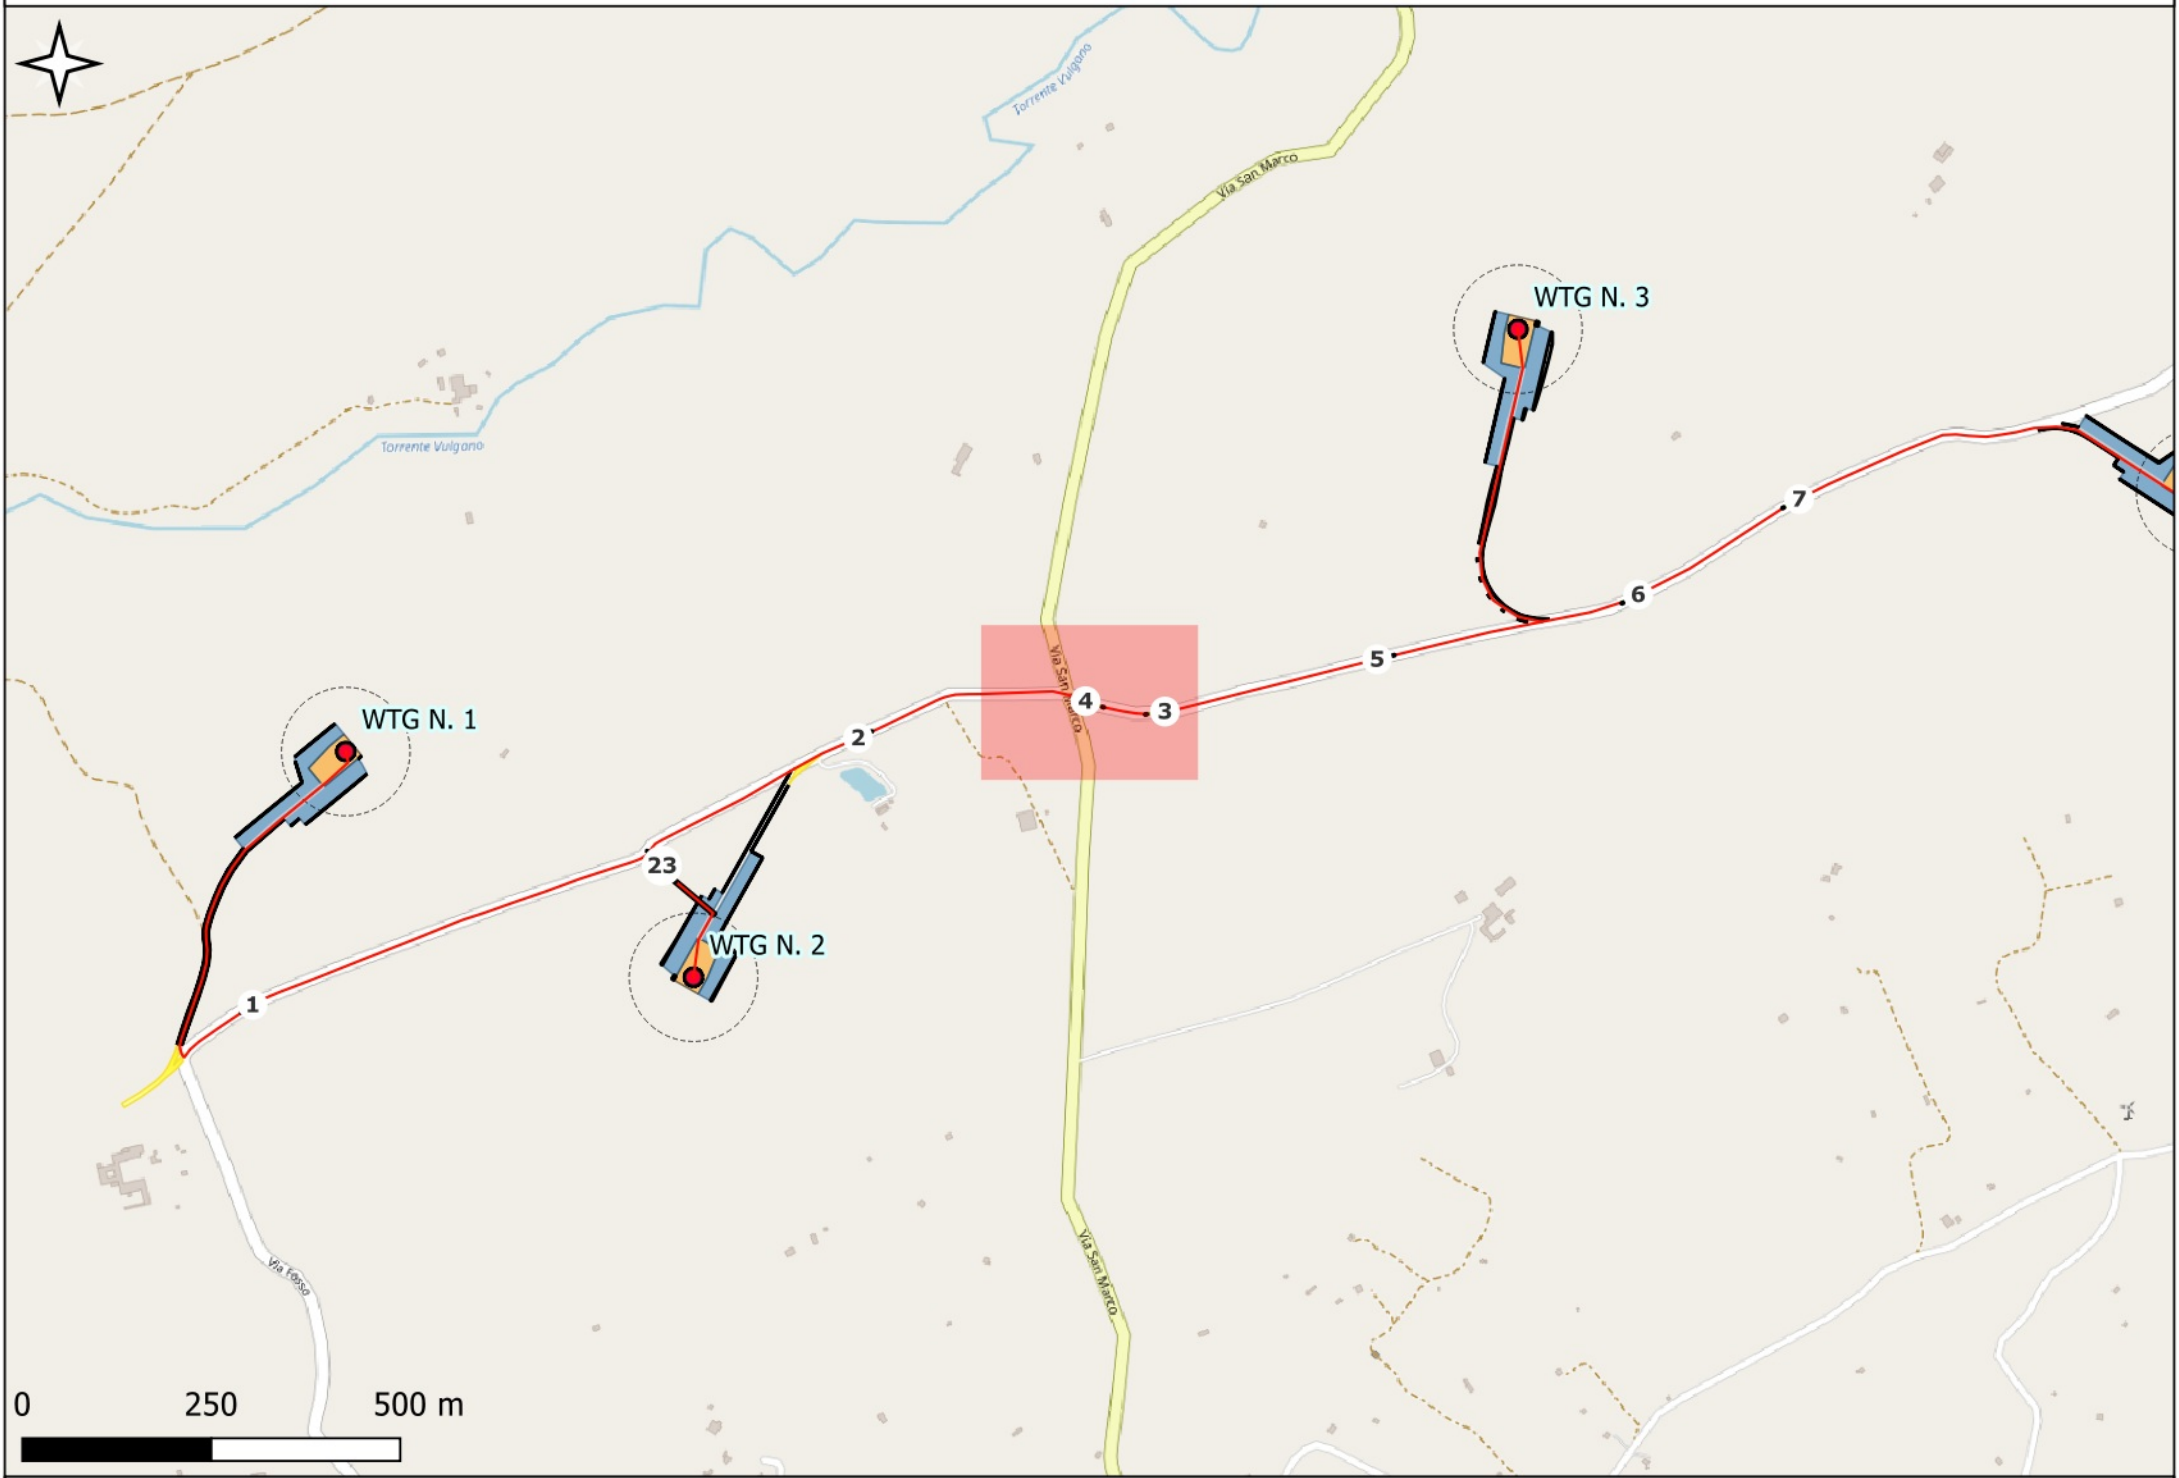 Torrente Vulgano
Via San Marco
WTG N. 3
Torrente Vulgano
7
6
Via San Marco
5
4
3
WTG N. 1
2
23
WTG N. 2
1
Via Fosso
Via San Marco
0 250 500 m